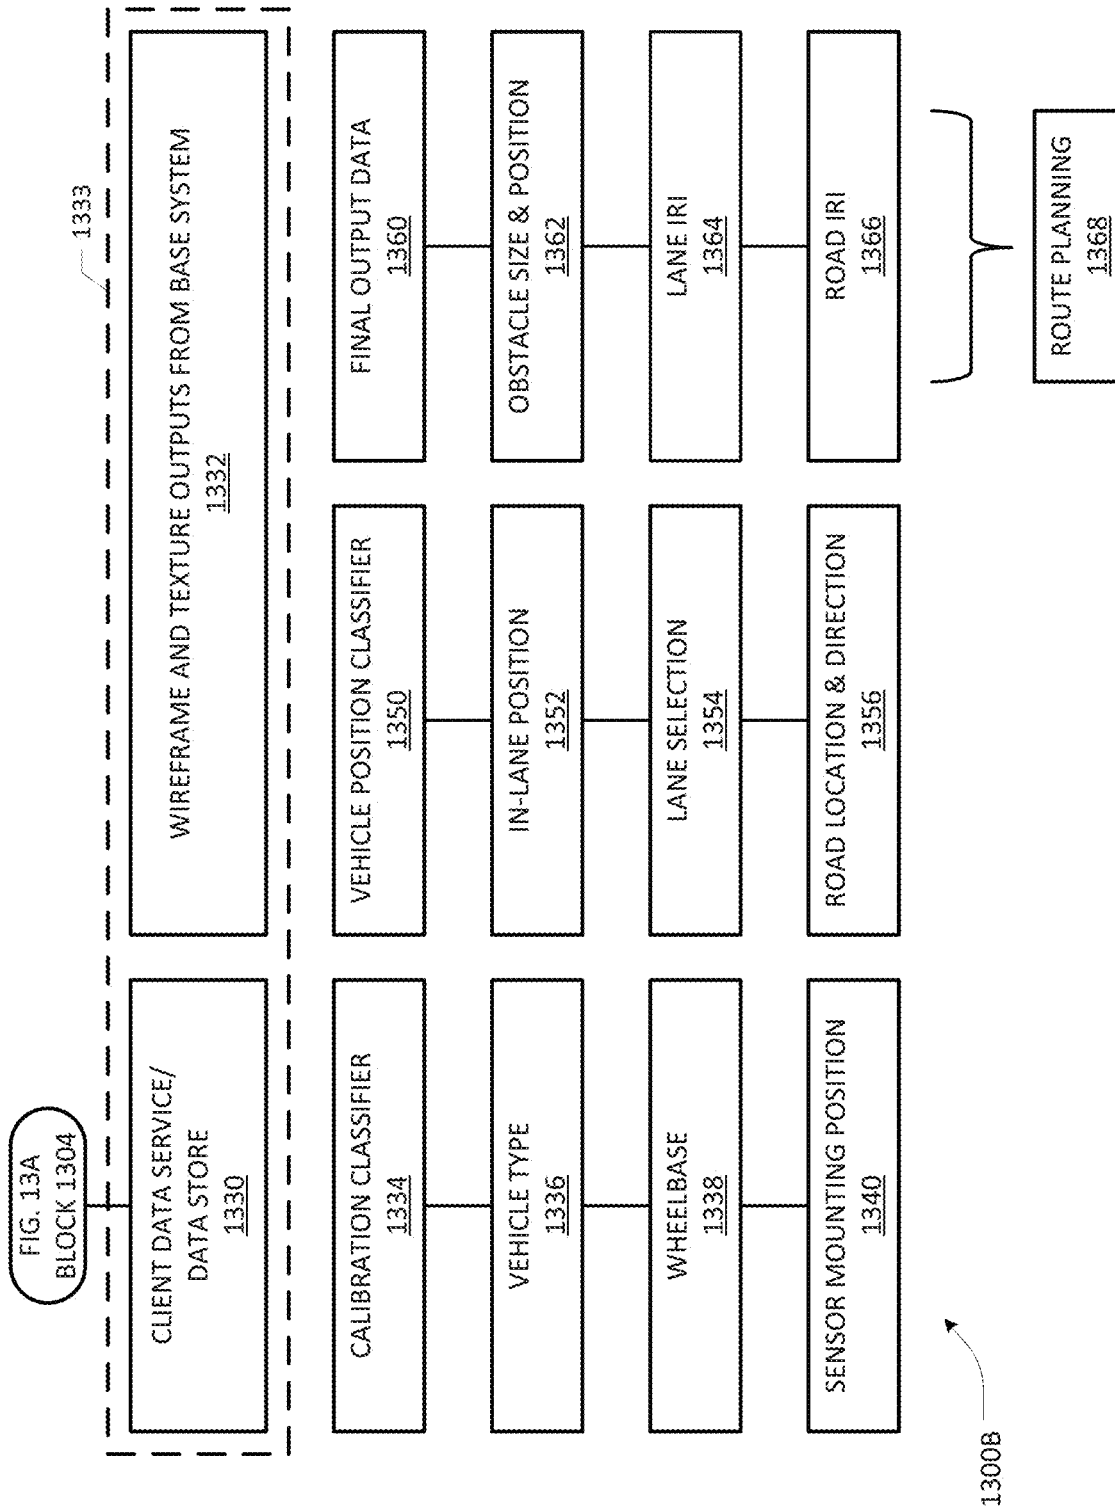 FIG. 13A
BLOCK 1304
1333
CLIENT DATA SERVICE/
DATA STORE
1330
WIREFRAME AND TEXTURE OUTPUTS FROM BASE SYSTEM
1332
CALIBRATION CLASSIFIER
1334
VEHICLE TYPE
1336
WHEELBASE
1338
SENSOR MOUNTING POSITION
1340
VEHICLE POSITION CLASSIFIER
1350
IN-LANE POSITION
1352
LANE SELECTION
1354
ROAD LOCATION & DIRECTION
1356
FINAL OUTPUT DATA
1360
OBSTACLE SIZE & POSITION
1362
LANE IRI
1364
ROAD IRI
1366
ROUTE PLANNING
1368
1300B